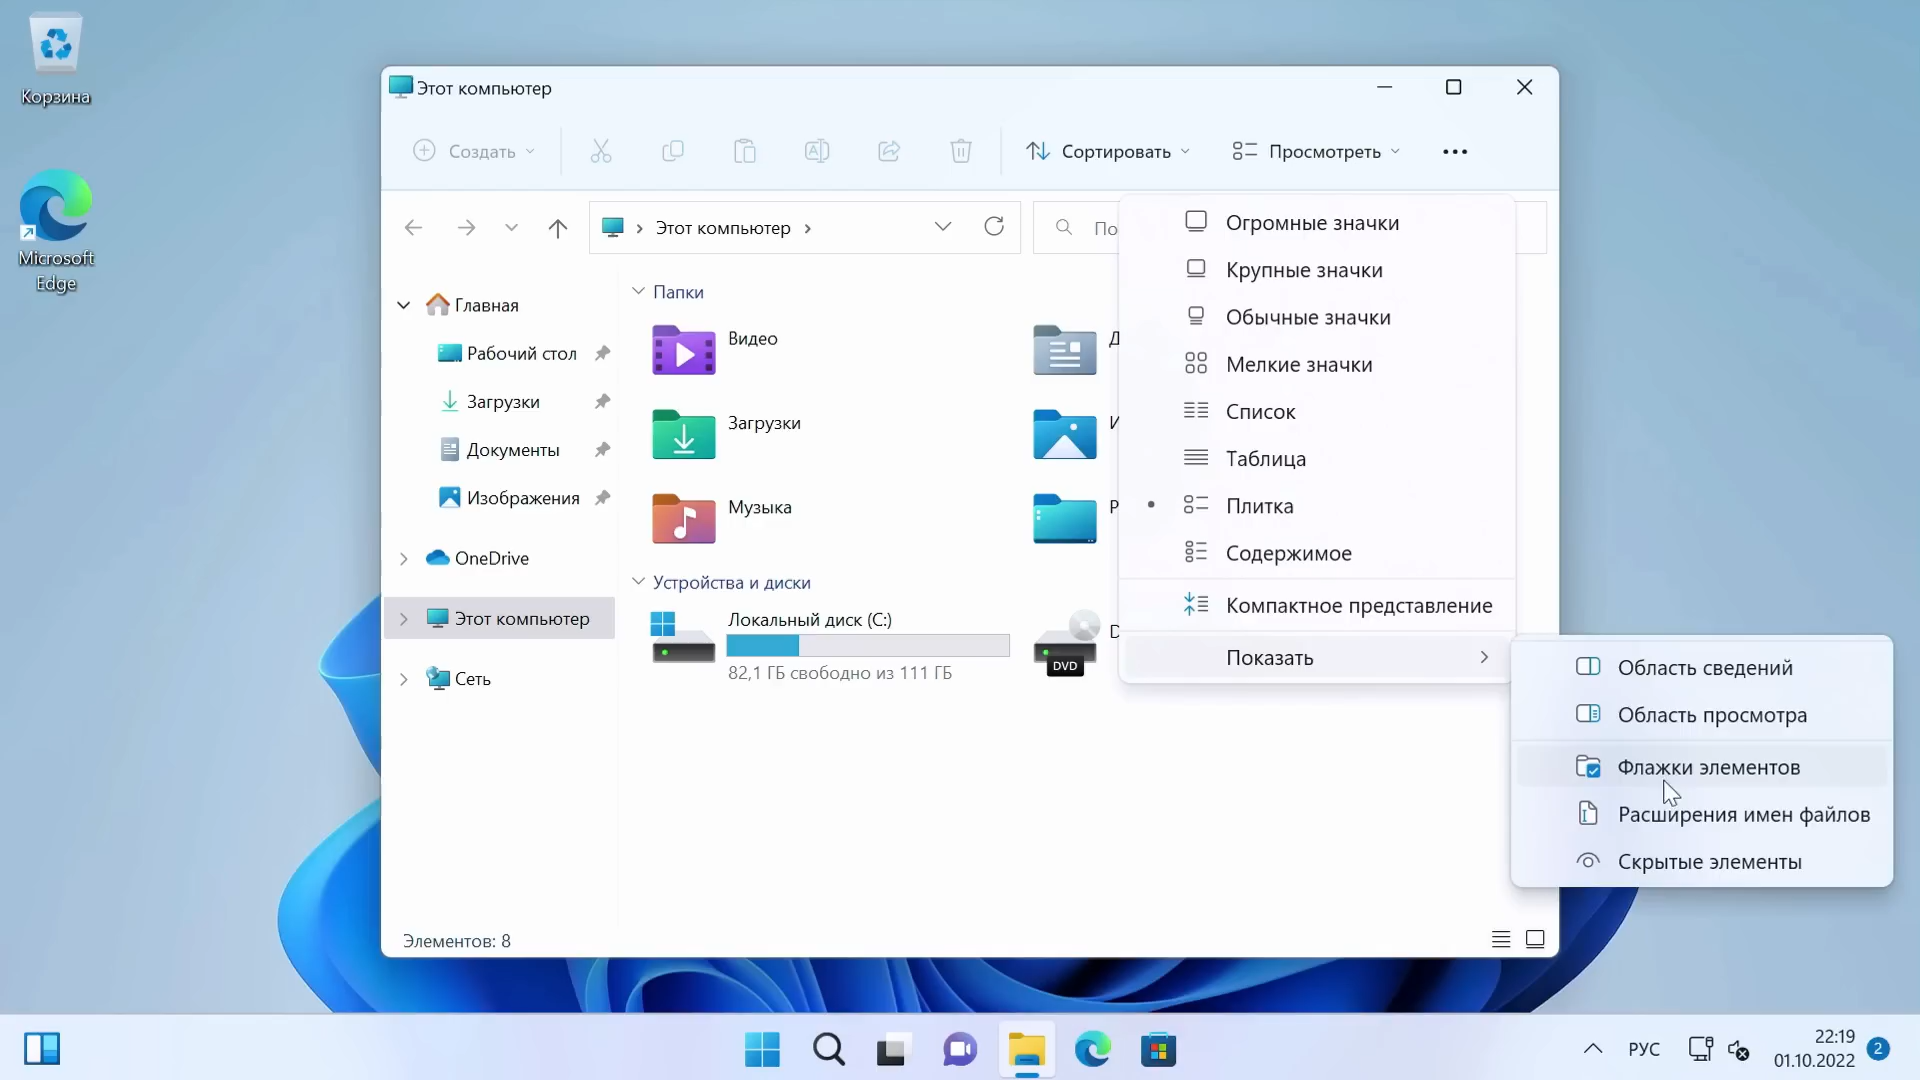 Корзина
Microsoft
Edge
Этот компьютер
Создать
Сортировать
Просмотреть
Этот компьютер
По
Главная
Рабочий стол
Загрузки
Документы
Изображения
OneDrive
Этот компьютер
Сеть
Папки
Видео
Д
Загрузки
И
Музыка
Р
Устройства и диски
Локальный диск (C:)
82,1 ГБ свободно из 111 ГБ
DVD
D
Огромные значки
Крупные значки
Обычные значки
Мелкие значки
Список
Таблица
Плитка
Содержимое
Компактное представление
Показать
Область сведений
Область просмотра
Флажки элементов
Расширения имен файлов
Скрытые элементы
Элементов: 8
РУС
22:19
01.10.2022
2